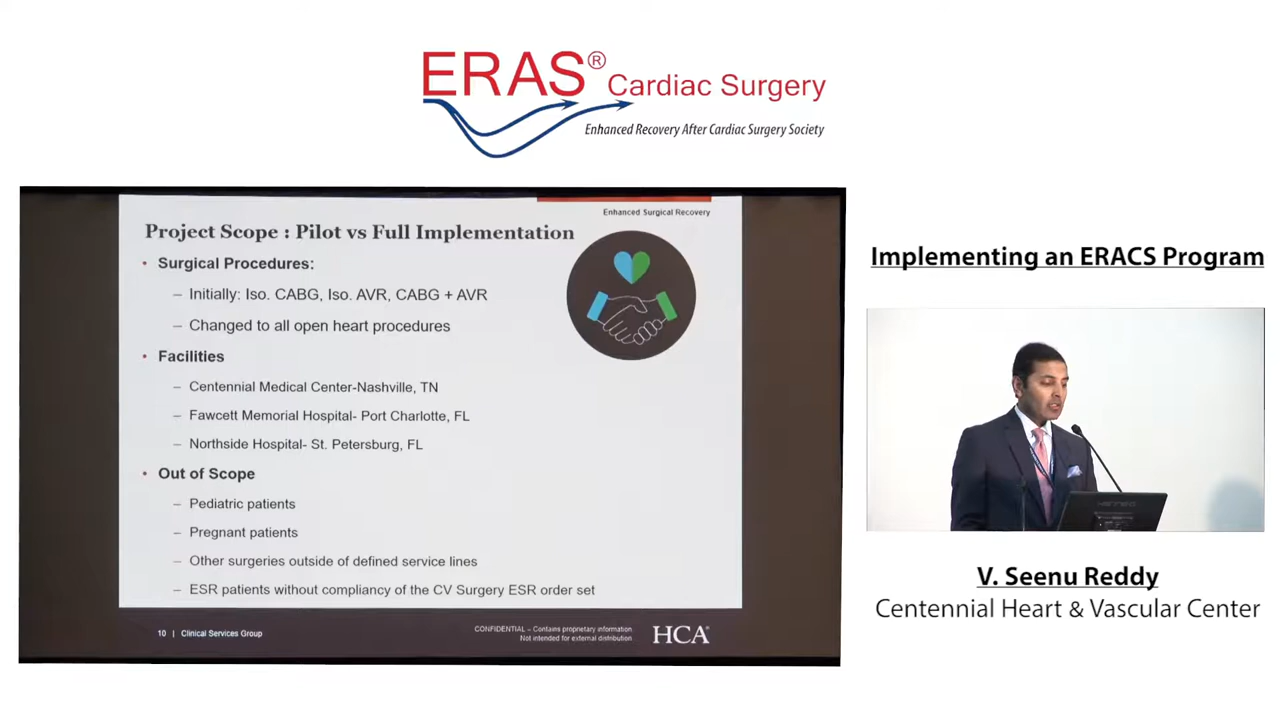 ERAS® Cardiac Surgery
Enhanced Recovery After Cardiac Surgery Society
Enhanced Surgical Recovery
Project Scope : Pilot vs Full Implementation
• Surgical Procedures:
– Initially: Iso. CABG, Iso. AVR, CABG + AVR
– Changed to all open heart procedures
• Facilities
– Centennial Medical Center-Nashville, TN
– Fawcett Memorial Hospital- Port Charlotte, FL
– Northside Hospital- St. Petersburg, FL
• Out of Scope
– Pediatric patients
– Pregnant patients
– Other surgeries outside of defined service lines
– ESR patients without compliancy of the CV Surgery ESR order set
10 | Clinical Services Group
CONFIDENTIAL – Contains proprietary information
Not intended for external distribution
HCA®
Implementing an ERACS Program
V. Seenu Reddy
Centennial Heart & Vascular Center